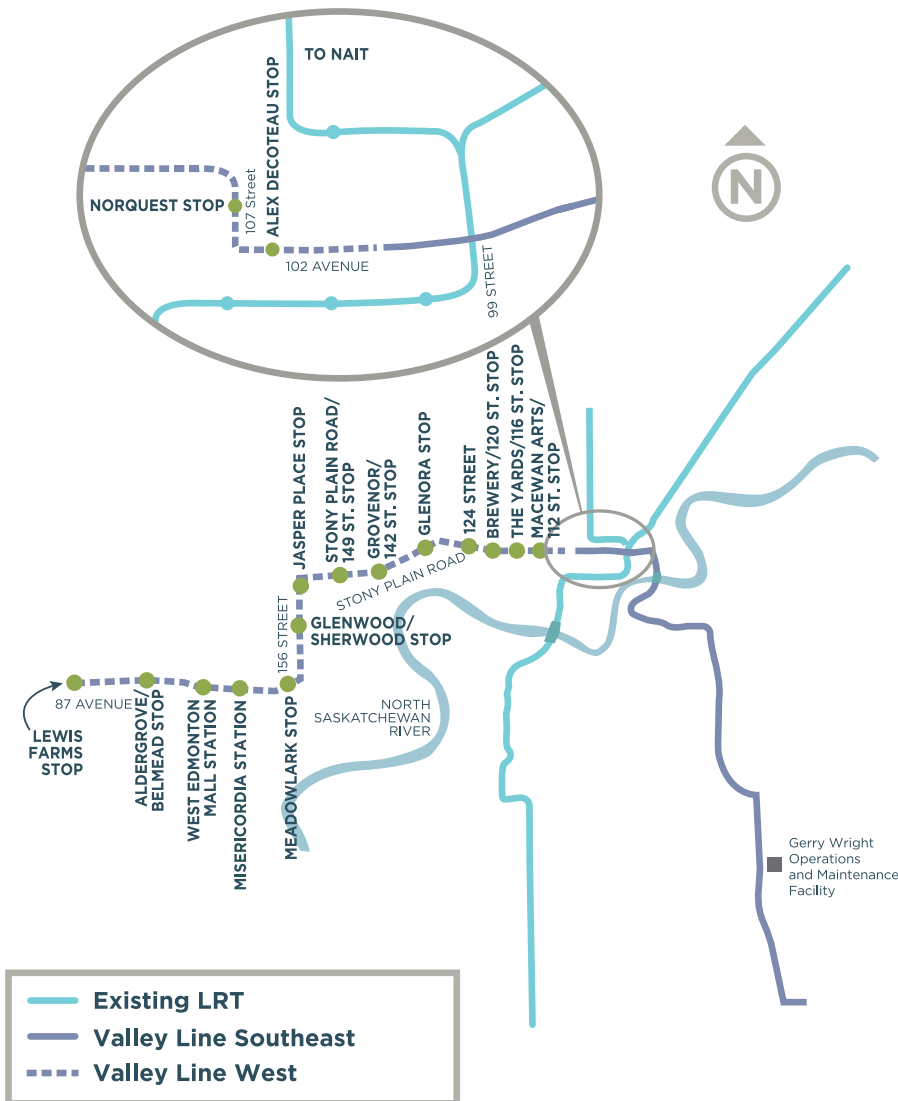 TO NAIT
ALEX DECOTEAU STOP
107 Street
NORQUEST STOP
102 AVENUE
99 STREET
N
JASPER PLACE STOP
STONY PLAIN ROAD/
149 ST. STOP
GROVENOR/
142 ST. STOP
GLENORA STOP
124 STREET
BREWERY/120 ST. STOP
THE YARDS/116 ST. STOP
MACEWAN ARTS/
112 ST. STOP
STONY PLAIN ROAD
GLENWOOD/
SHERWOOD STOP
156 STREET
87 AVENUE
LEWIS
FARMS
STOP
ALDERGROVE/
BELMEAD STOP
WEST EDMONTON
MALL STATION
MISERICORDIA STATION
MEADOWLARK STOP
NORTH
SASKATCHEWAN
RIVER
Gerry Wright
Operations
and Maintenance
Facility
Existing LRT
Valley Line Southeast
Valley Line West